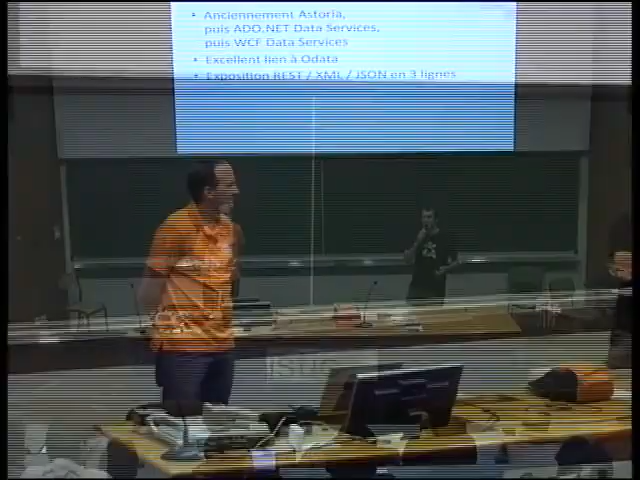 • Anciennement Astoria,
puis ADO.NET Data Services,
puis WCF Data Services
• Excellent lien à Odata
• Exposition REST / XML / JSON en 3 lignes